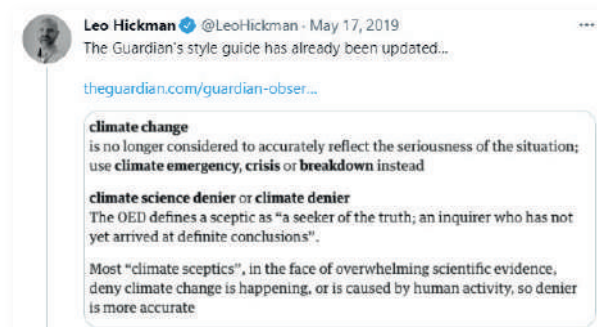 Leo Hickman @LeoHickman · May 17, 2019
The Guardian's style guide has already been updated...
theguardian.com/guardian-obser...
climate change
is no longer considered to accurately reflect the seriousness of the situation;
use climate emergency, crisis or breakdown instead
climate science denier or climate denier
The OED defines a sceptic as “a seeker of the truth; an inquirer who has not
yet arrived at definite conclusions”.
Most “climate sceptics”, in the face of overwhelming scientific evidence,
deny climate change is happening, or is caused by human activity, so denier
is more accurate